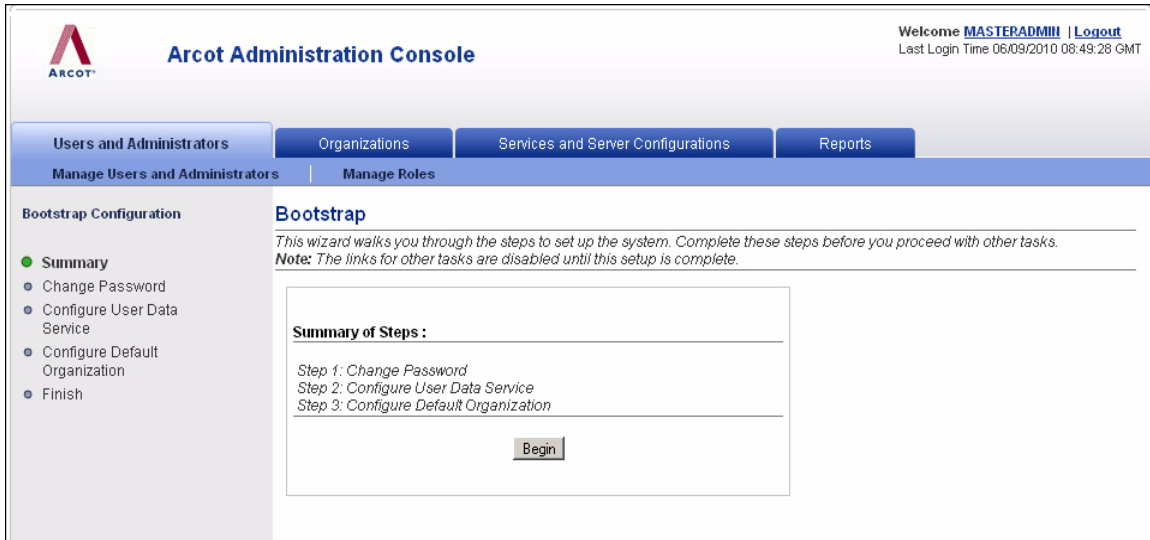 Welcome MASTERADMIN | Logout
Last Login Time 06/09/2010 08:49:28 GMT
ARCOT
Arcot Administration Console
Users and Administrators
Organizations
Services and Server Configurations
Reports
Manage Users and Administrators
Manage Roles
Bootstrap Configuration
Summary
Change Password
Configure User Data
Service
Configure Default
Organization
Finish
Bootstrap
This wizard walks you through the steps to set up the system. Complete these steps before you proceed with other tasks.
Note: The links for other tasks are disabled until this setup is complete.
Summary of Steps :
Step 1: Change Password
Step 2: Configure User Data Service
Step 3: Configure Default Organization
Begin